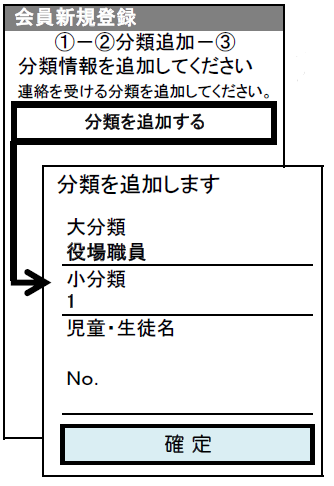 会員新規登録
①－②分類追加－③
分類情報を追加してください
連絡を受ける分類を追加してください。
分類を追加する
分類を追加します
大分類
役場職員
小分類
1
児童・生徒名
No.
確 定